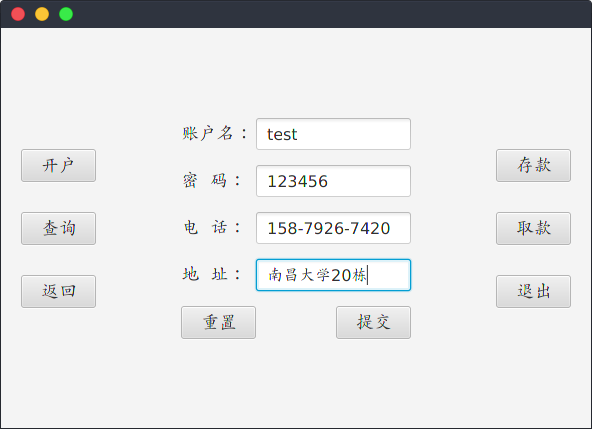 账户名：
test
开户
存款
密 码：
123456
电 话：
158-7926-7420
查询
取款
地 址：
南昌大学20栋
返回
退出
重置
提交